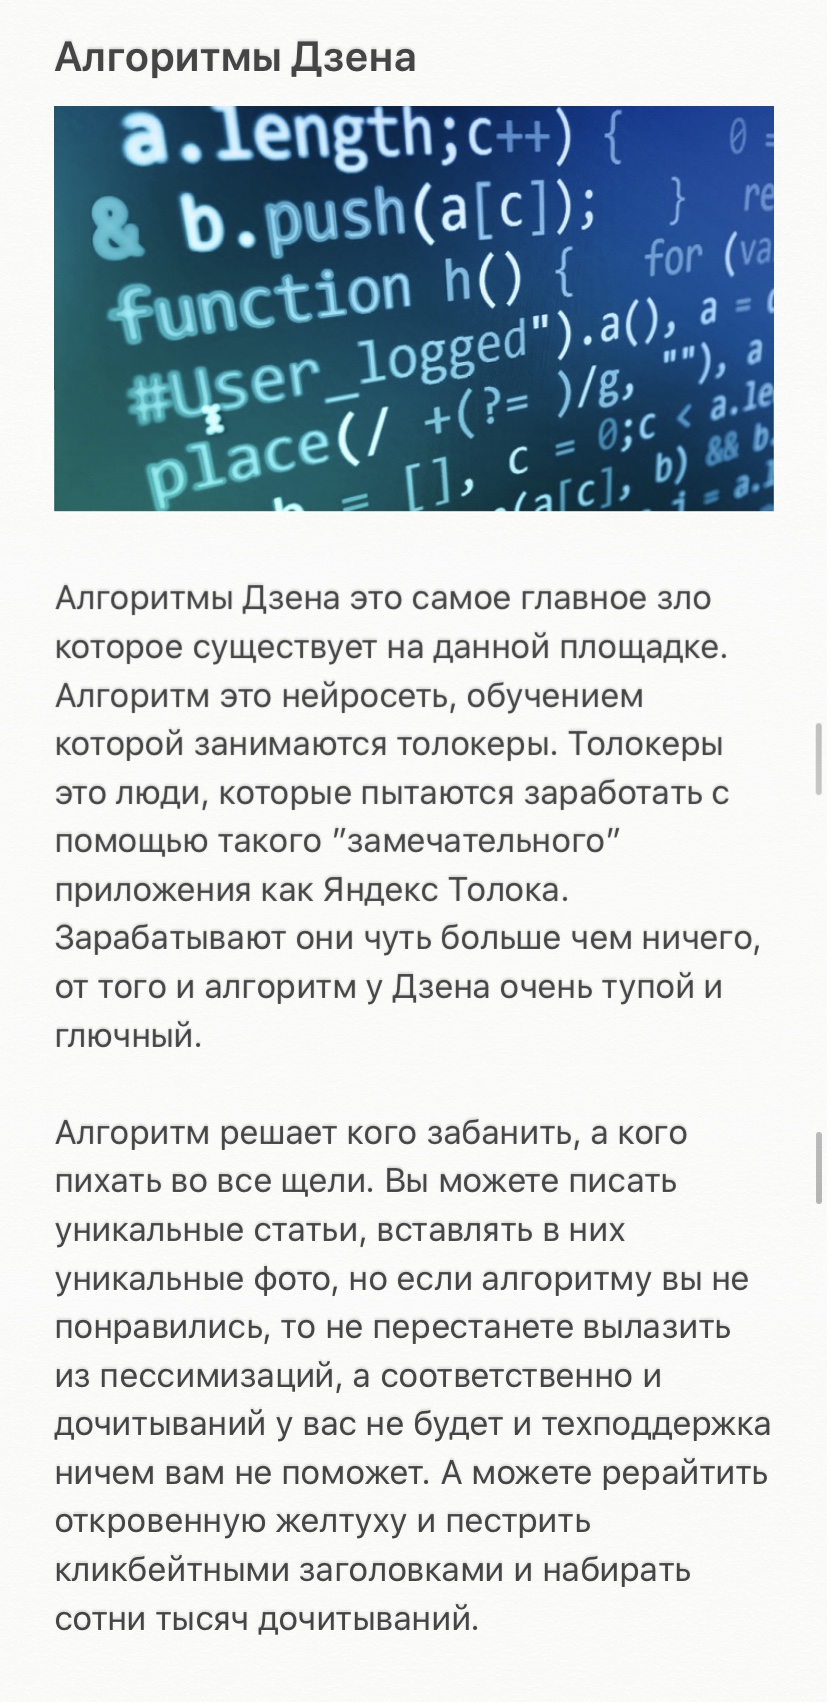 Алгоритмы Дзена
a.length;c++) { 0 =
& b.push(a[c]); } re
function h() { for (va
#User_logged").a(), a =
place(/ +(?= )/g, ""), a
b = [], c = 0;c < a.le
(a[c], b) && b.
i = a.l
Алгоритмы Дзена это самое главное зло
которое существует на данной площадке.
Алгоритм это нейросеть, обучением
которой занимаются толокеры. Толокеры
это люди, которые пытаются заработать с
помощью такого ”замечательного”
приложения как Яндекс Толока.
Зарабатывают они чуть больше чем ничего,
от того и алгоритм у Дзена очень тупой и
глючный.
Алгоритм решает кого забанить, а кого
пихать во все щели. Вы можете писать
уникальные статьи, вставлять в них
уникальные фото, но если алгоритму вы не
понравились, то не перестанете вылазить
из пессимизаций, а соответственно и
дочитываний у вас не будет и техподдержка
ничем вам не поможет. А можете рерайтить
откровенную желтуху и пестрить
кликбейтными заголовками и набирать
сотни тысяч дочитываний.